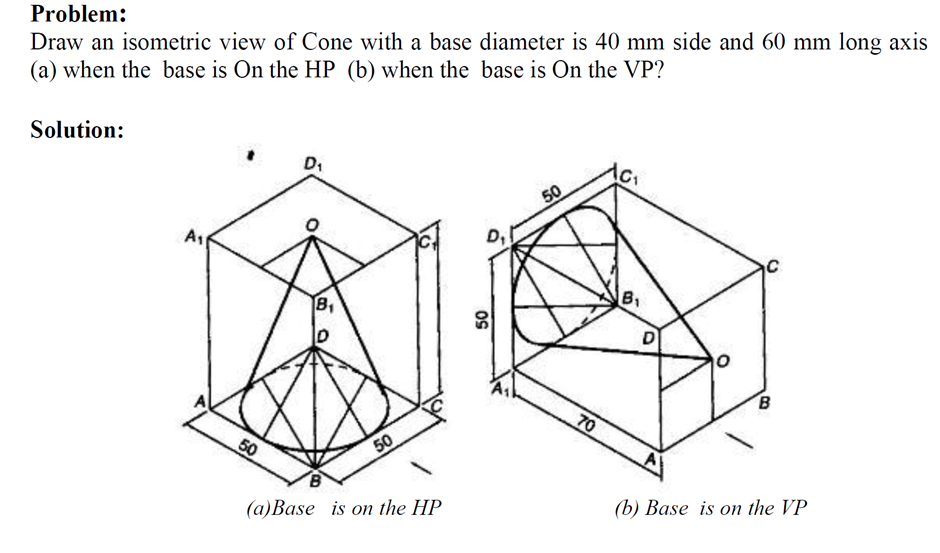 Problem:
Draw an isometric view of Cone with a base diameter is 40 mm side and 60 mm long axis
(a) when the base is On the HP (b) when the base is On the VP?
Solution:
D₁
A₁
O
C₁
B₁
D
A
C
50
50
B
(a)Base is on the HP
C₁
50
D₁
C
50
B₁
D
O
A₁
B
70
A
(b) Base is on the VP